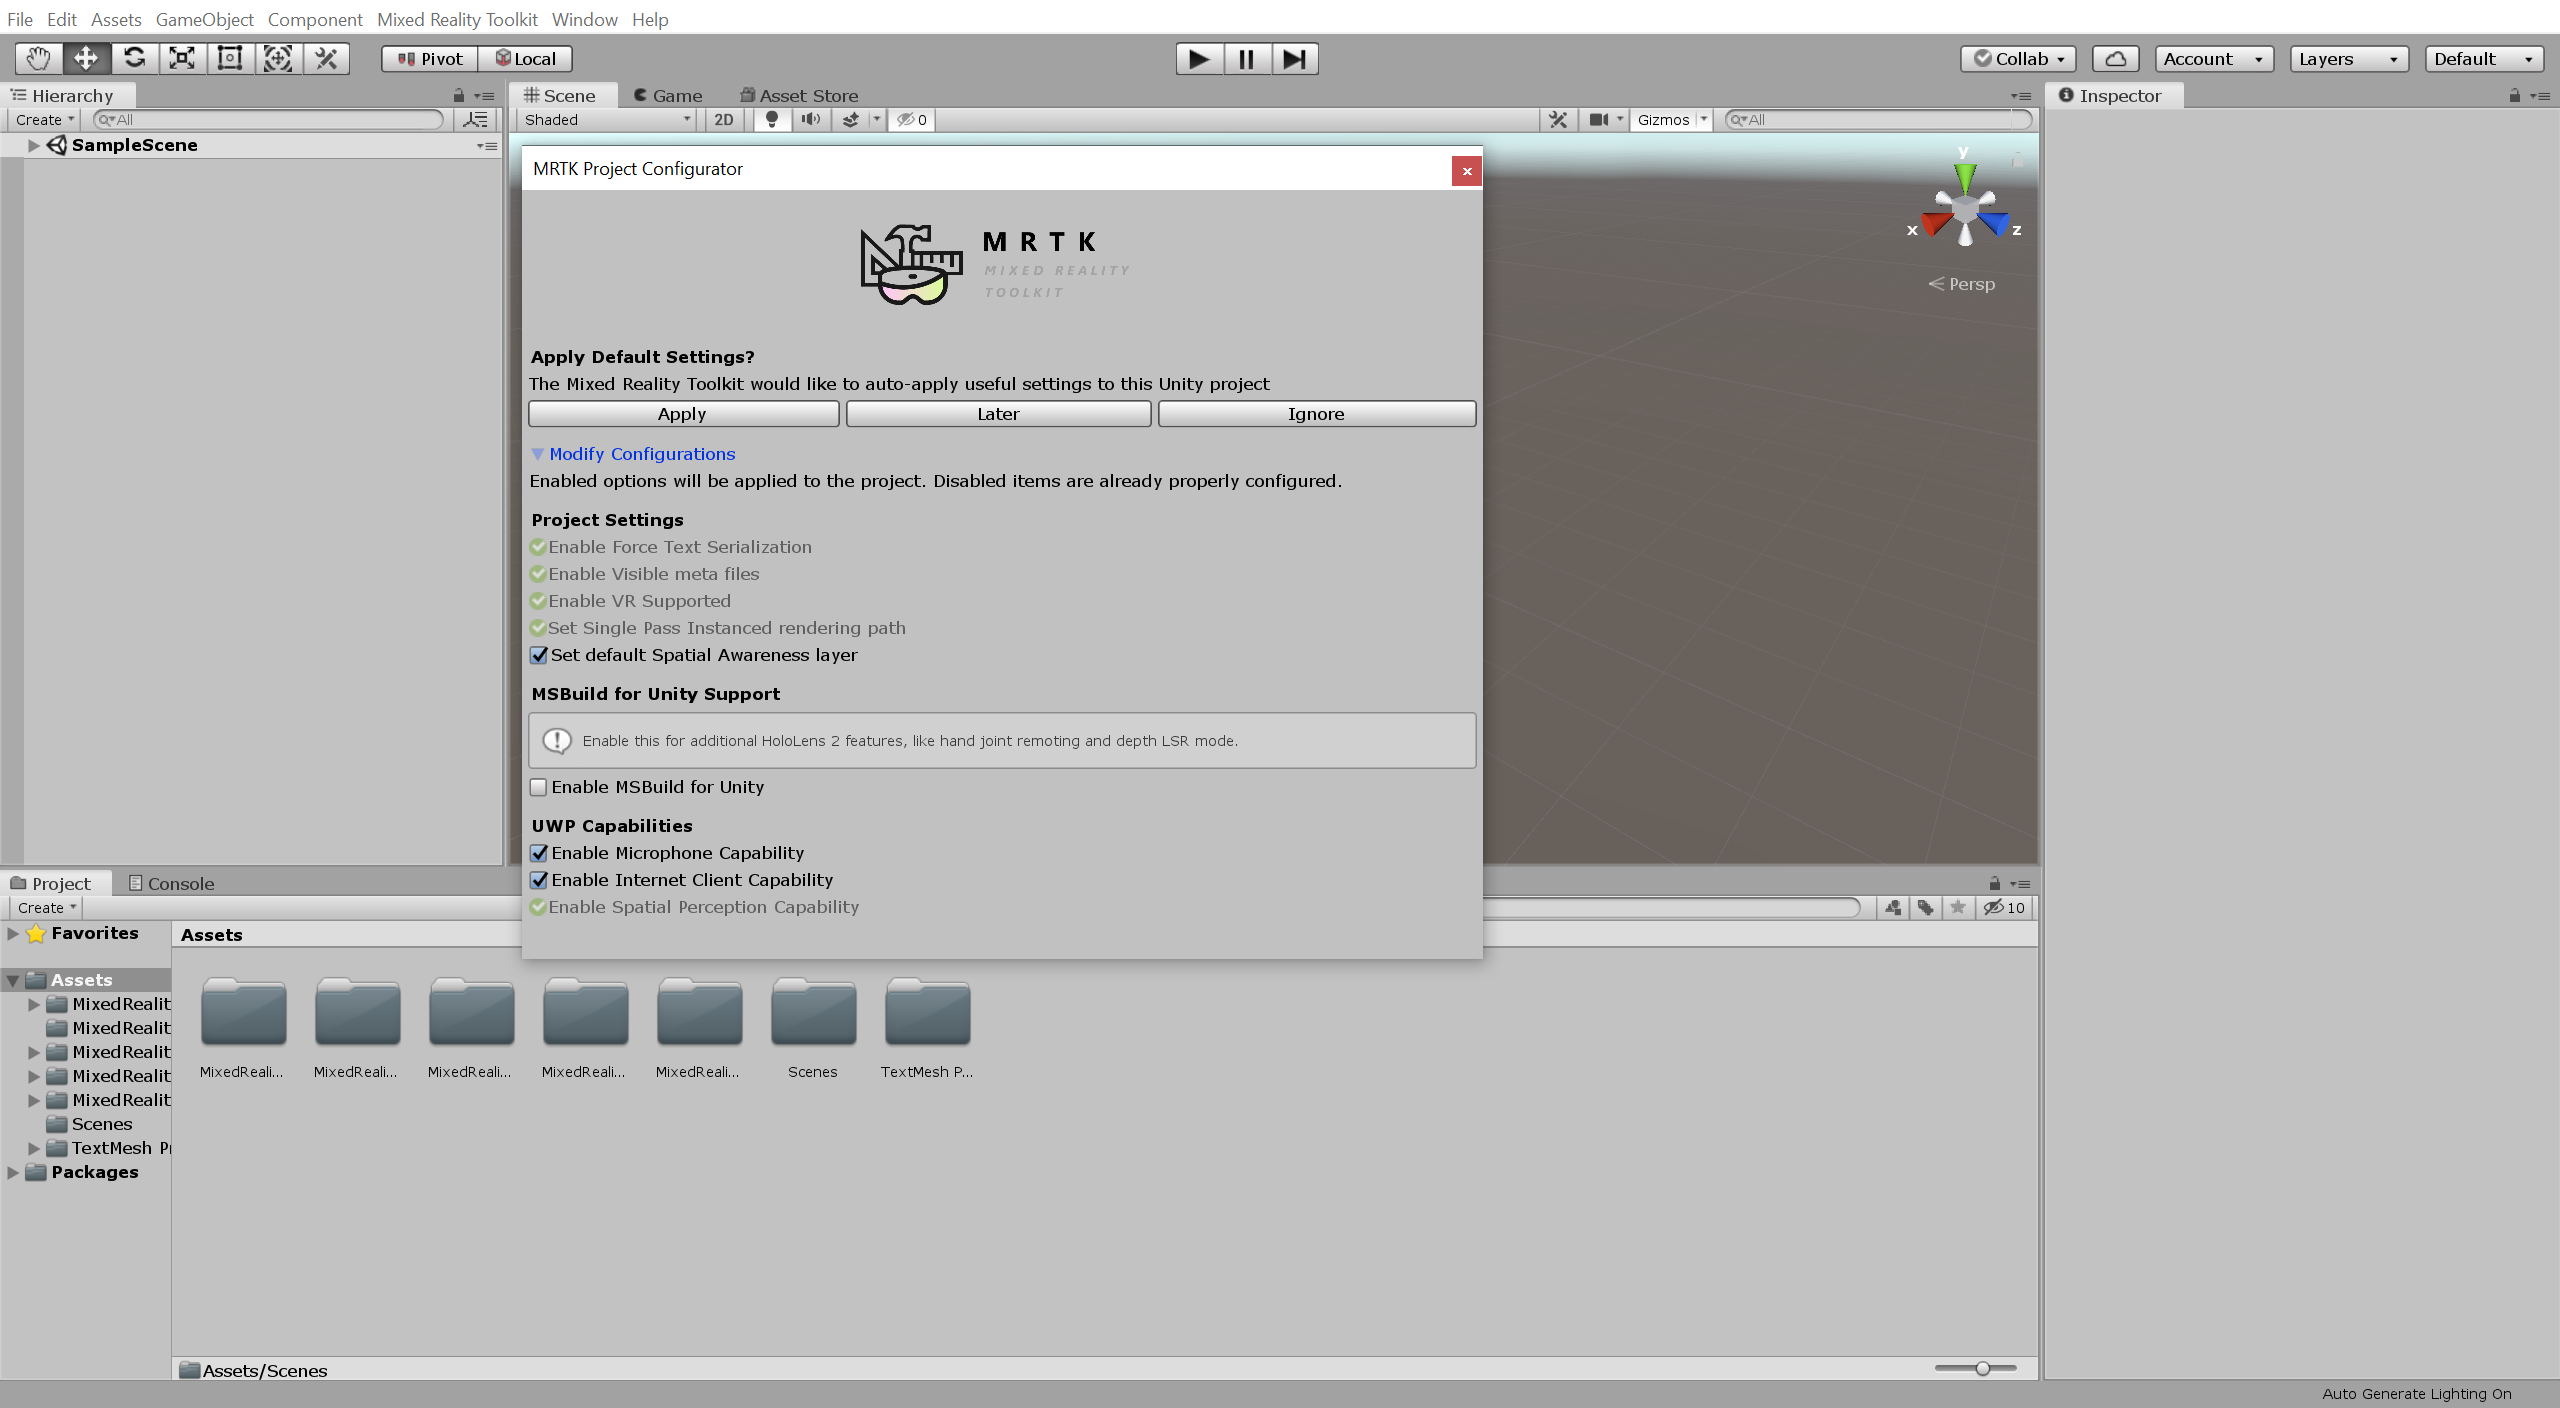 File Edit Assets GameObject Component Mixed Reality Toolkit Window Help
Pivot Local Collab Account Layers Default
Hierarchy
Create All
SampleScene
Scene Game Asset Store
Shaded 2D 0 Gizmos All
y
x z
Persp
Inspector
MRTK Project Configurator
x
MRTK
MIXED REALITY
TOOLKIT
Apply Default Settings?
The Mixed Reality Toolkit would like to auto-apply useful settings to this Unity project
Apply Later Ignore
Modify Configurations
Enabled options will be applied to the project. Disabled items are already properly configured.
Project Settings
Enable Force Text Serialization
Enable Visible meta files
Enable VR Supported
Set Single Pass Instanced rendering path
Set default Spatial Awareness layer
MSBuild for Unity Support
Enable this for additional HoloLens 2 features, like hand joint remoting and depth LSR mode.
Enable MSBuild for Unity
UWP Capabilities
Enable Microphone Capability
Enable Internet Client Capability
Enable Spatial Perception Capability
Project Console
Create 10
Favorites
Assets
MixedRealit
MixedRealit
MixedRealit
MixedRealit
MixedRealit
Scenes
TextMesh P
Packages
Assets
MixedReali... MixedReali... MixedReali... MixedReali... MixedReali... Scenes TextMesh P...
Assets/Scenes
Auto Generate Lighting On